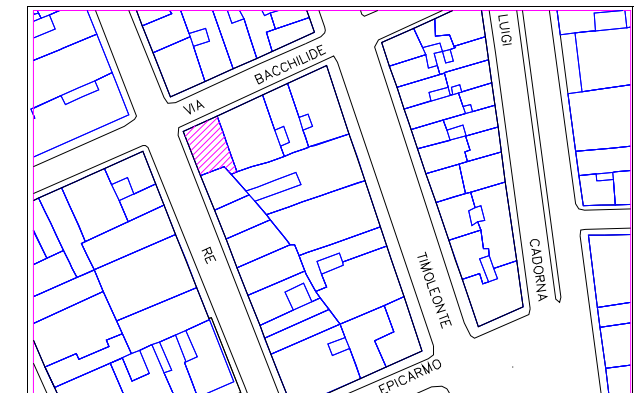 LUIGI
VIA BACCHILIDE
RE
TIMOLEONTE
CADORNA
EPICARMO